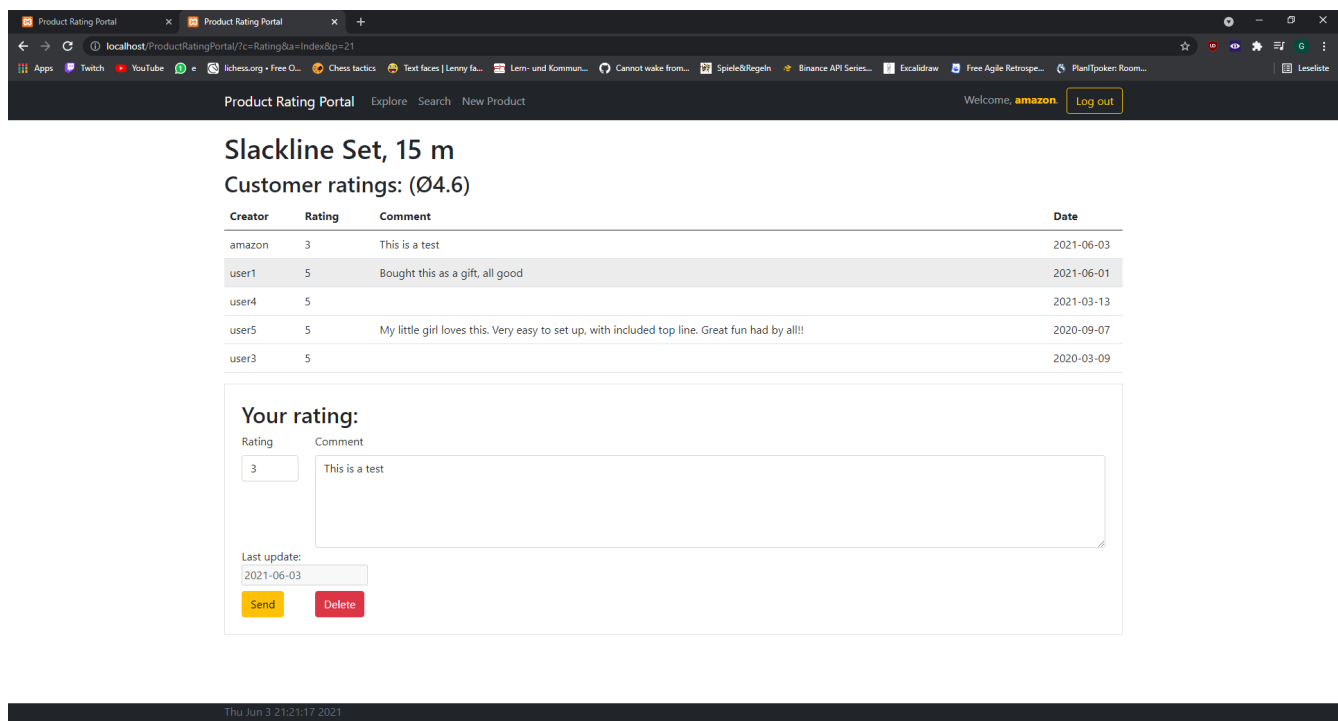 Product Rating Portal Product Rating Portal
localhost/ProductRatingPortal/?c=Rating&a=Index&p=21
Apps Twitch YouTube e lichess.org • Free O... Chess tactics Text faces | Lenny fa... Lern- und Kommun... Cannot wake from... Spiele&Regeln Binance API Series... Excalidraw Free Agile Retrospe... PlanITpoker: Room... Leseliste
Product Rating Portal Explore Search New Product Welcome, amazon. Log out
Slackline Set, 15 m
Customer ratings: (Ø4.6)
Creator Rating Comment Date
amazon 3 This is a test 2021-06-03
user1 5 Bought this as a gift, all good 2021-06-01
user4 5 2021-03-13
user5 5 My little girl loves this. Very easy to set up, with included top line. Great fun had by all!! 2020-09-07
user3 5 2020-03-09
Your rating:
Rating Comment
3 This is a test
Last update:
2021-06-03
Send Delete
Thu Jun 3 21:21:17 2021